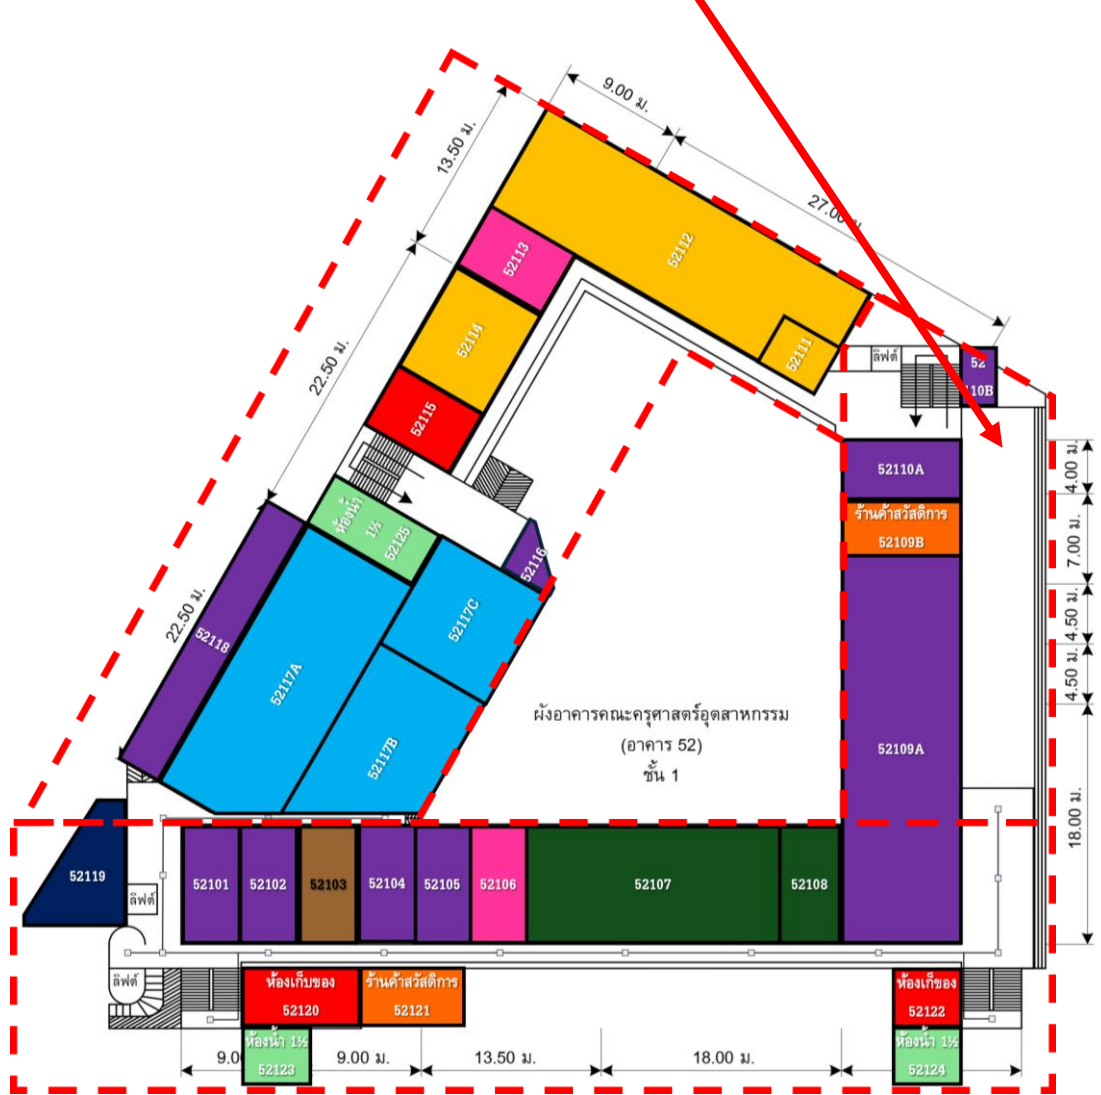 9.00 ม.
13.50 ม.
27.00 ม.
52112
52113
52114
52111
ลิฟต์
52
110B
22.50 ม.
52115
52110A
4.00 ม.
ร้านค้าสวัสดิการ
52109B
ห้องน้ำ
1½
52125
7.00 ม.
52116
22.50 ม.
52118
52117C
4.50 ม.
52117A
4.50 ม.
ผังอาคารคณะครุศาสตร์อุตสาหกรรม
(อาคาร 52)
ชั้น 1
52117B
52109A
18.00 ม.
52119
52101
52102
52103
52104
52105
52106
52107
52108
ลิฟต์
ลิฟต์
ห้องเก็บของ
52120
ร้านค้าสวัสดิการ
52121
ห้องเก็ของ
52122
ห้องน้ำ 1½
52123
9.00
9.00 ม.
13.50 ม.
18.00 ม.
ห้องน้ำ 1½
52124